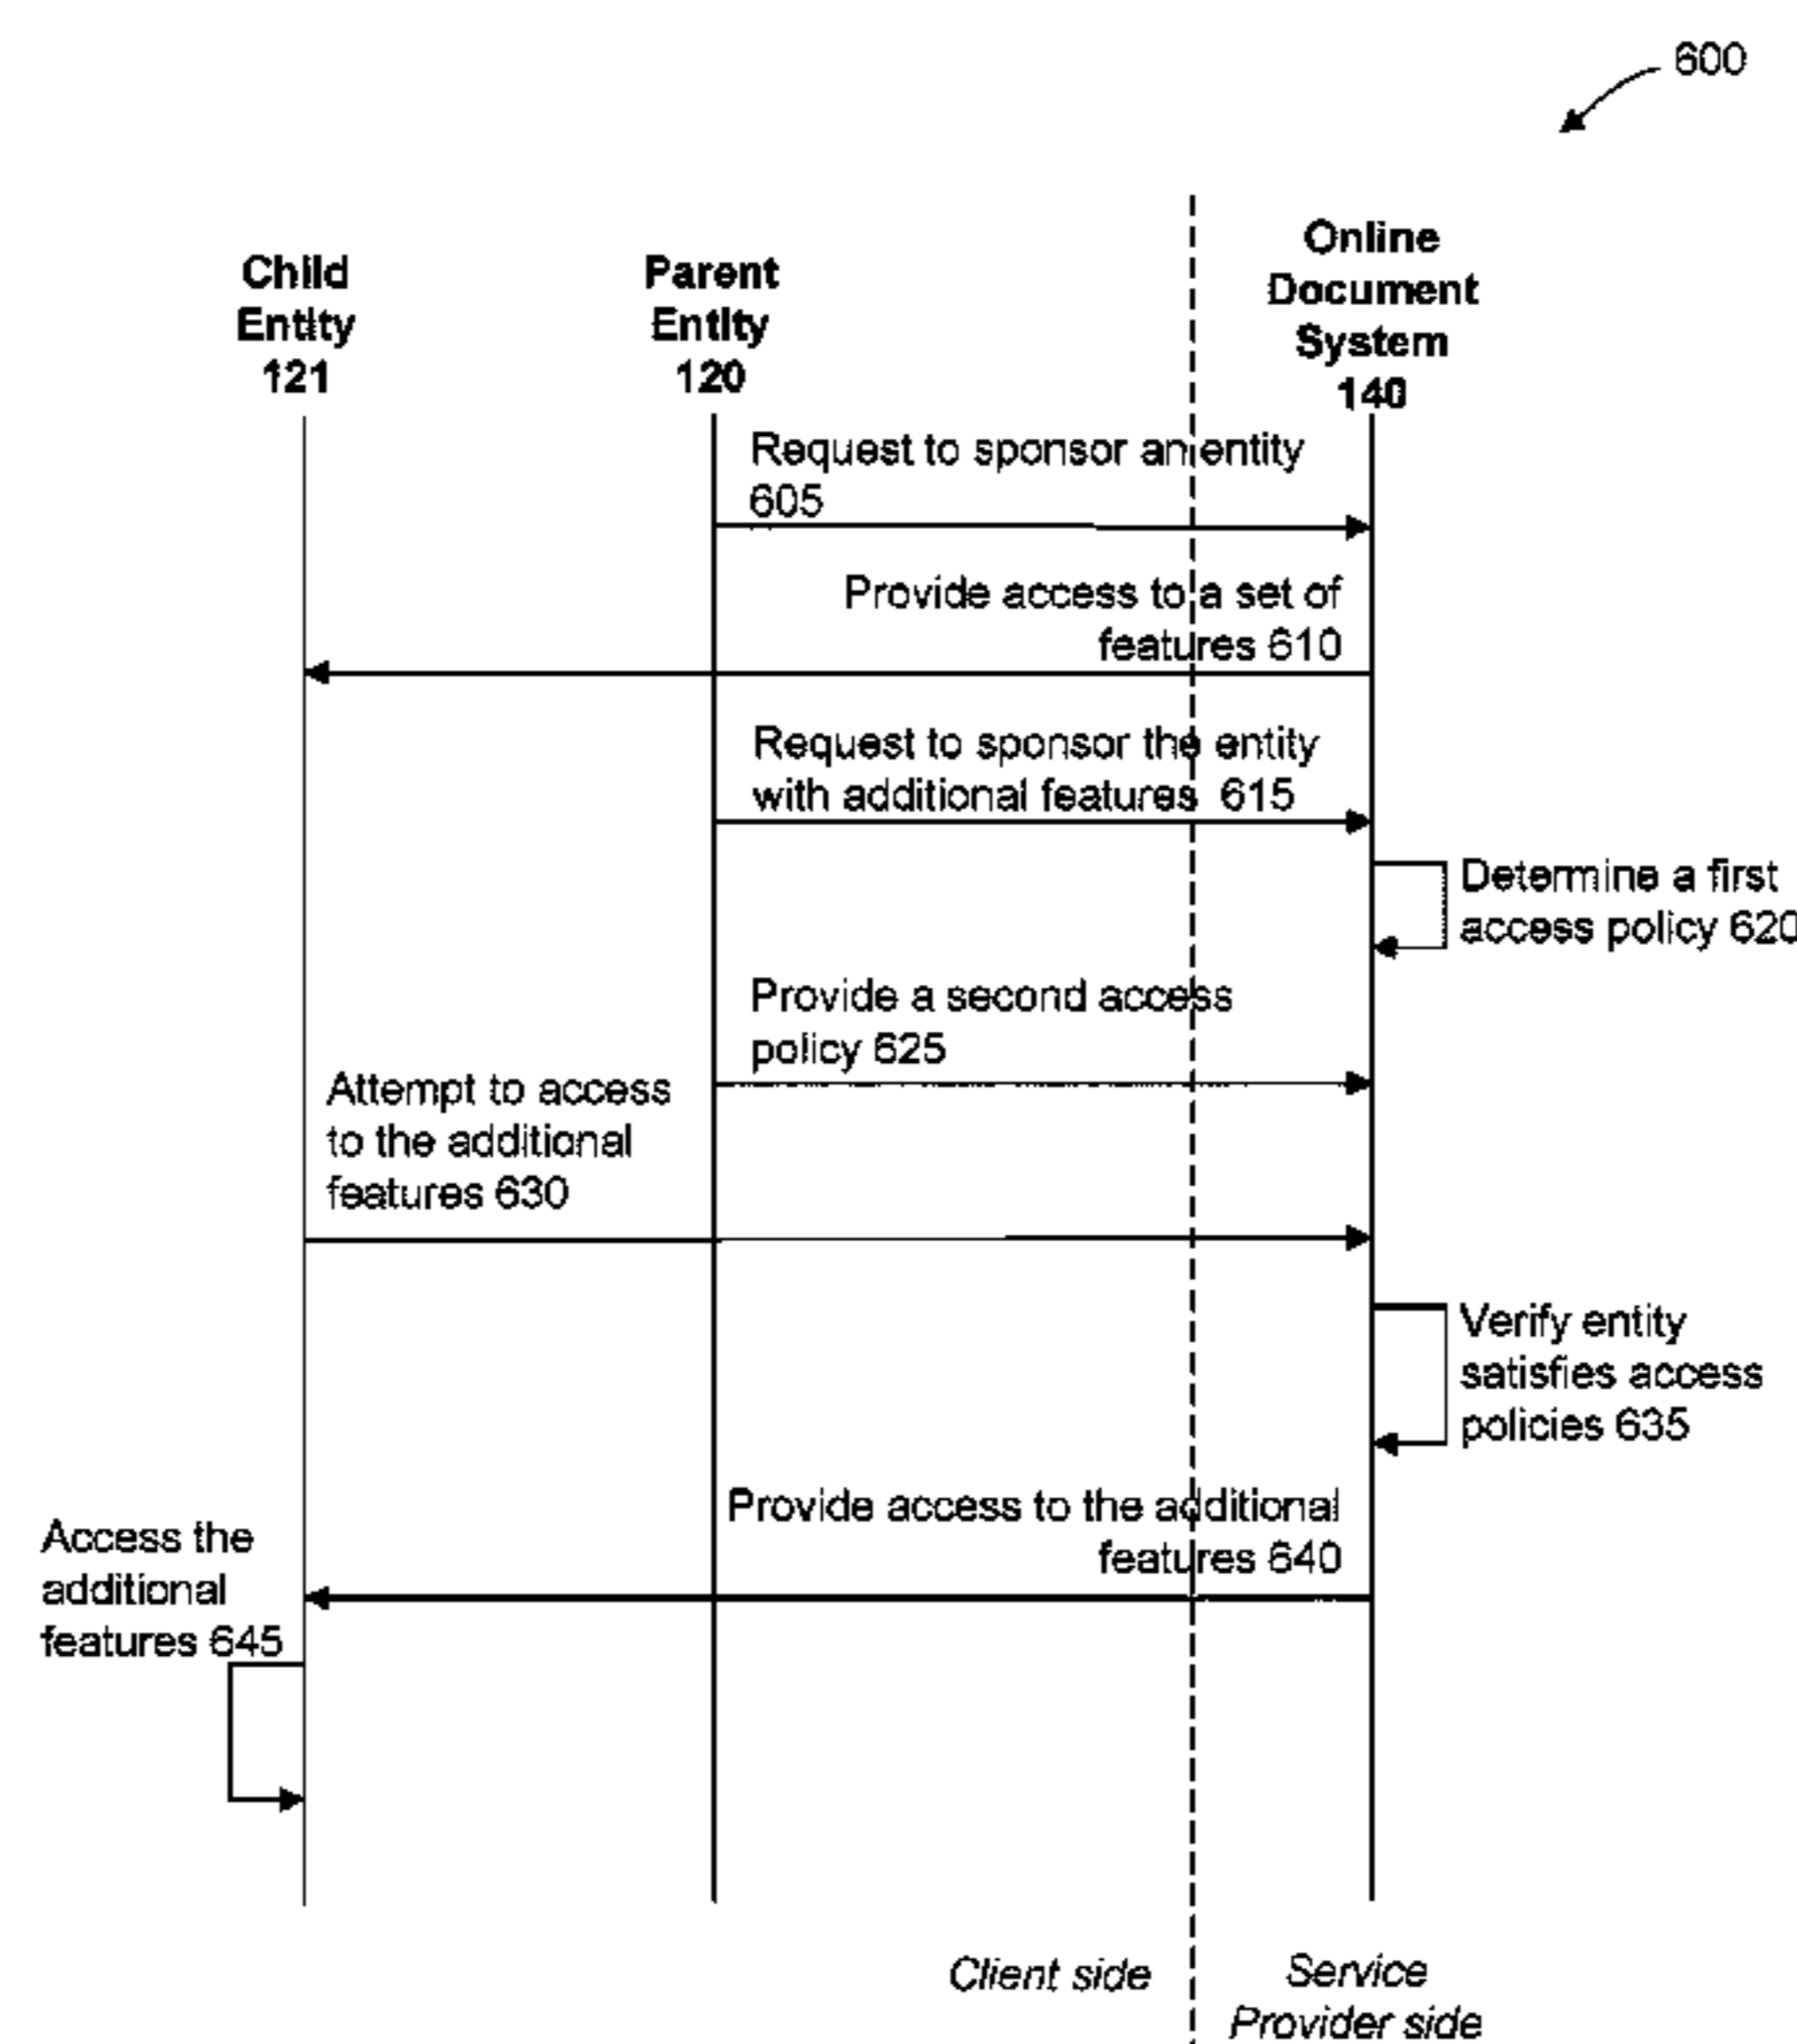 600
Child
Entity
121
Parent
Entity
120
Online
Document
System
140
Request to sponsor an entity
605
Provide access to a set of
features 610
Request to sponsor the entity
with additional features 615
Determine a first
access policy 620
Provide a second access
policy 625
Attempt to access
to the additional
features 630
Verify entity
satisfies access
policies 635
Provide access to the additional
features 640
Access the
additional
features 645
Client side
Service
Provider side